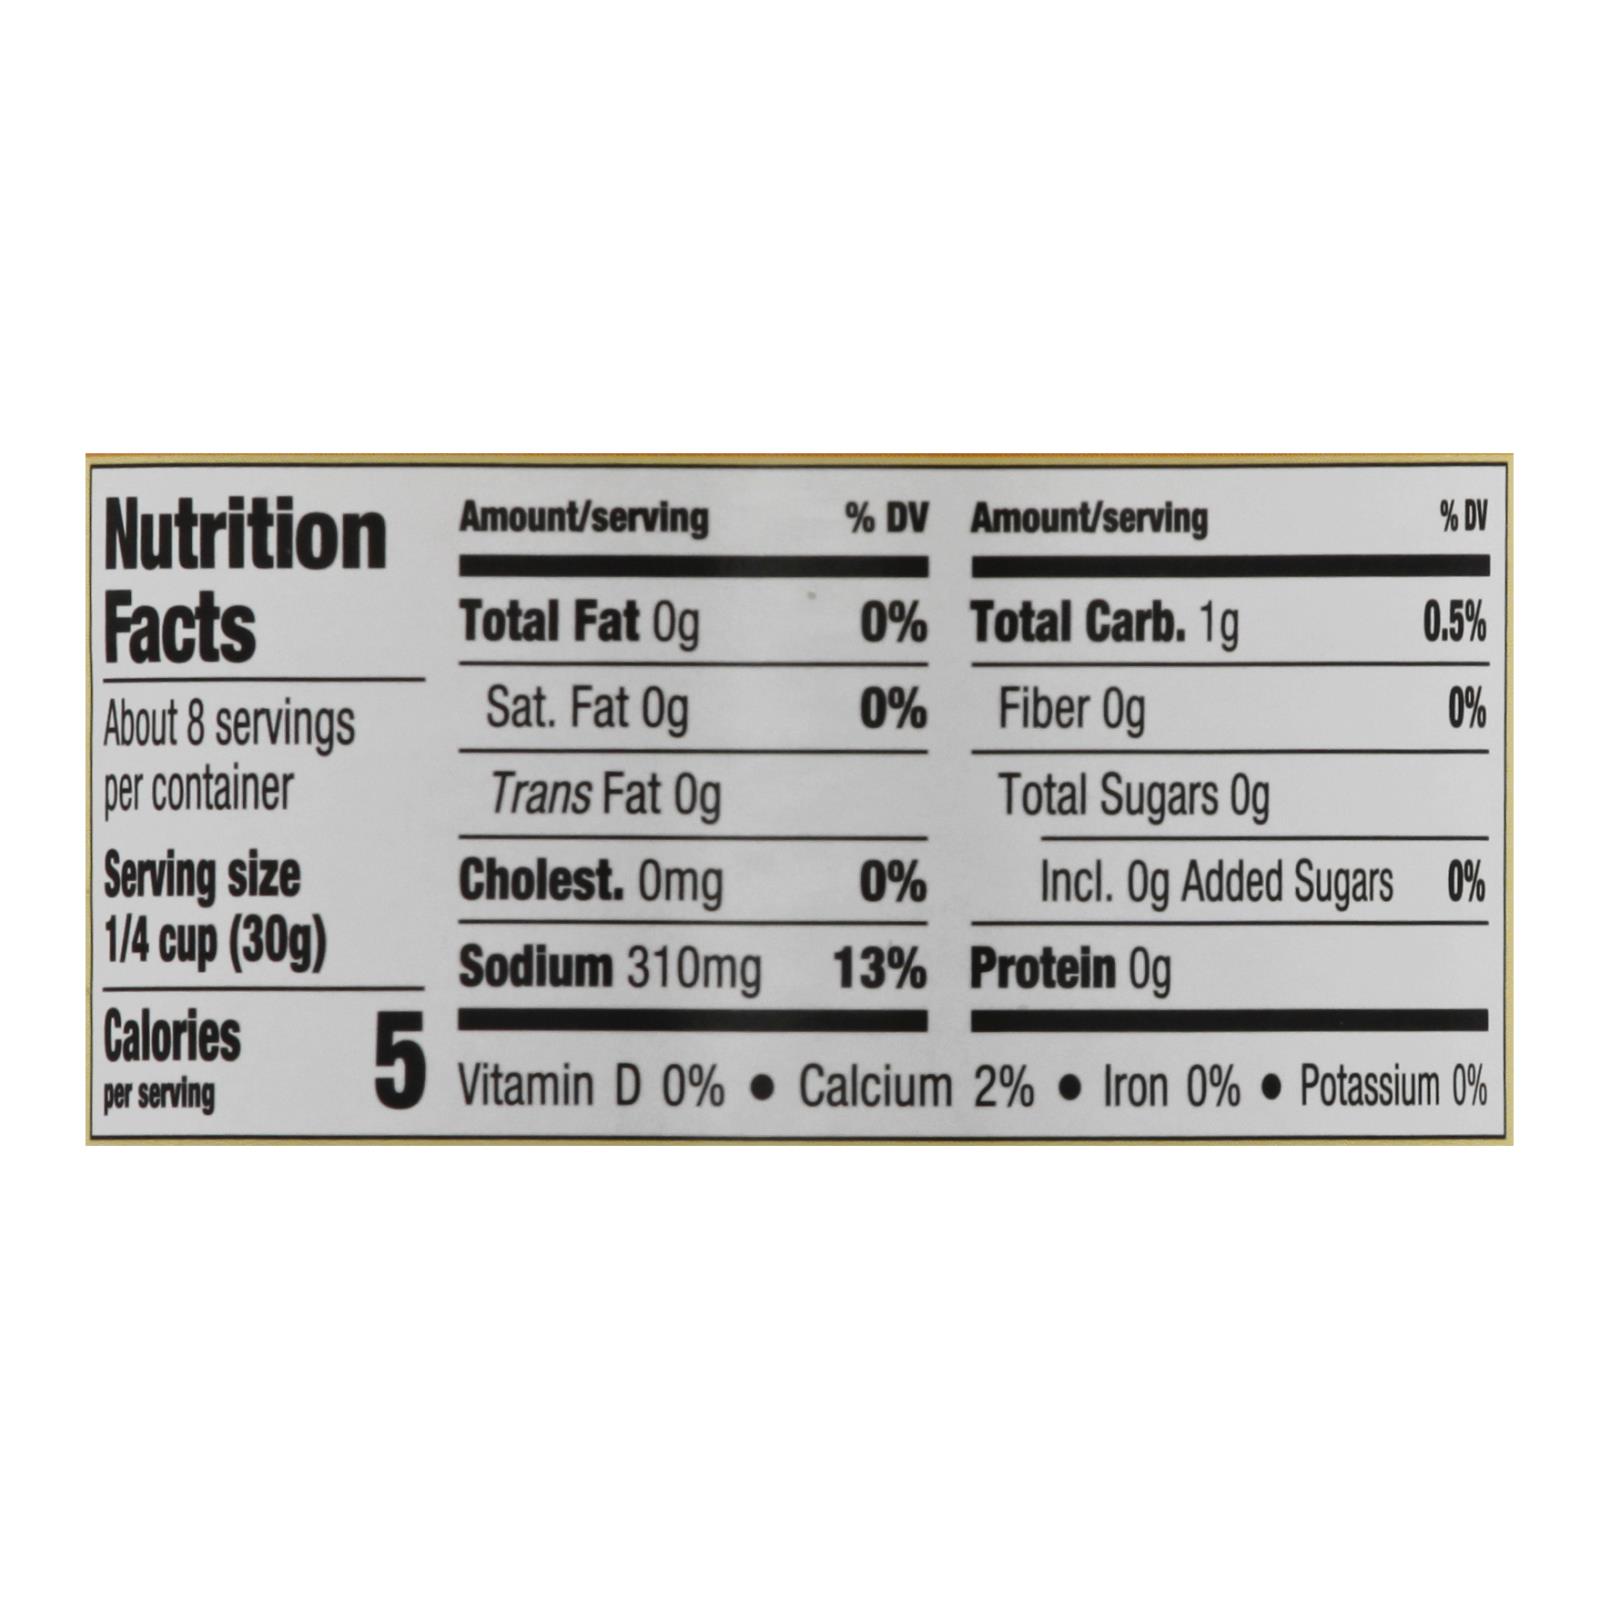 Nutrition
Facts
About 8 servings
per container
Serving size
1/4 cup (30g)
Calories 5
per serving
Amount/serving % DV
Total Fat 0g 0%
Sat. Fat 0g 0%
Trans Fat 0g
Cholest. 0mg 0%
Sodium 310mg 13%
Amount/serving % DV
Total Carb. 1g 0.5%
Fiber 0g 0%
Total Sugars 0g
Incl. 0g Added Sugars 0%
Protein 0g
Vitamin D 0% • Calcium 2% • Iron 0% • Potassium 0%